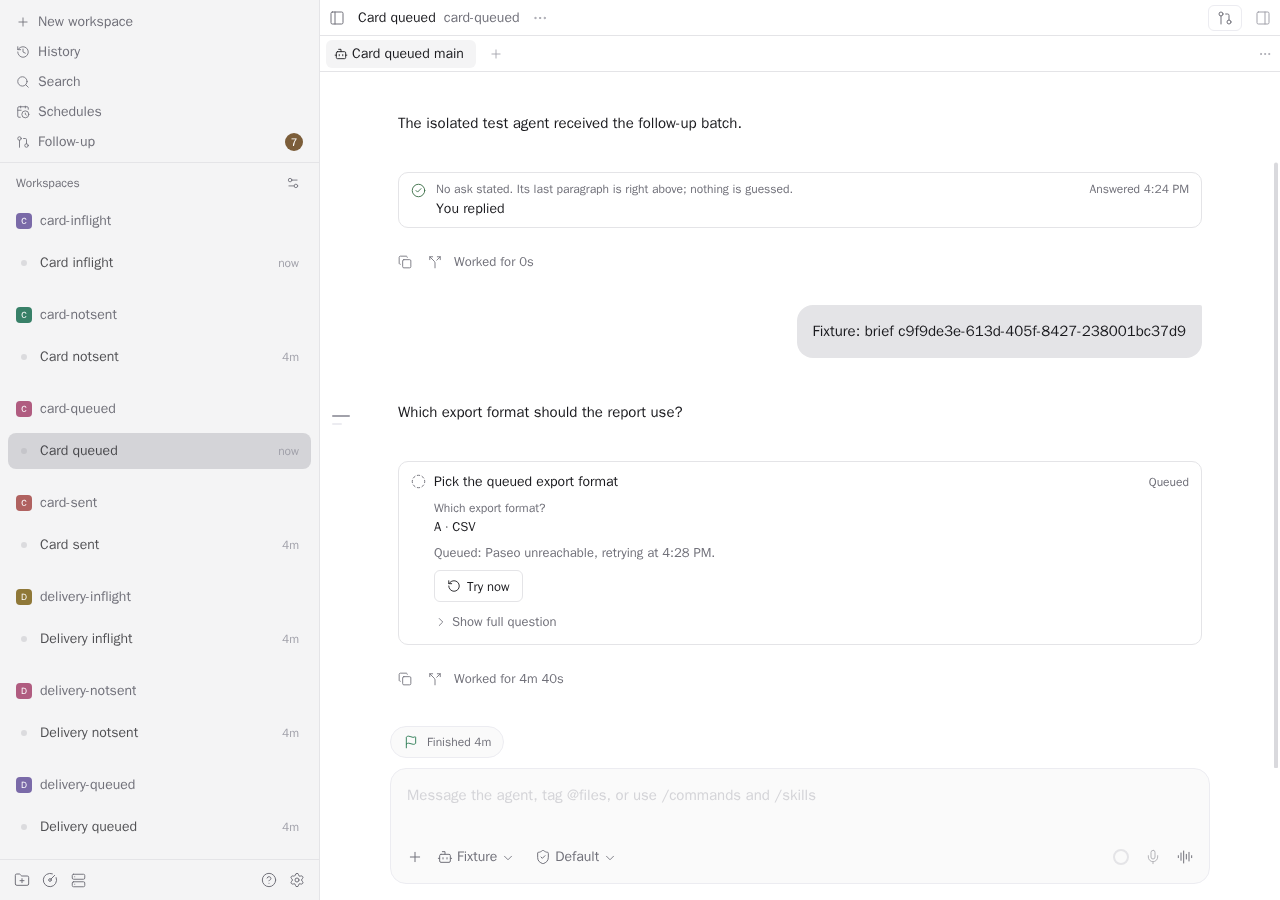 New workspace
History
Search
Schedules
Follow-up 7
Workspaces
C card-inflight
Card inflight now
C card-notsent
Card notsent 4m
C card-queued
Card queued now
C card-sent
Card sent 4m
D delivery-inflight
Delivery inflight 4m
D delivery-notsent
Delivery notsent 4m
D delivery-queued
Delivery queued 4m
Card queued card-queued
Card queued main
The isolated test agent received the follow-up batch.
No ask stated. Its last paragraph is right above; nothing is guessed. Answered 4:24 PM
You replied
Worked for 0s
Fixture: brief c9f9de3e-613d-405f-8427-238001bc37d9
Which export format should the report use?
Pick the queued export format Queued
Which export format?
A · CSV
Queued: Paseo unreachable, retrying at 4:28 PM.
Try now
Show full question
Worked for 4m 40s
Finished 4m
Message the agent, tag @files, or use /commands and /skills
Fixture Default